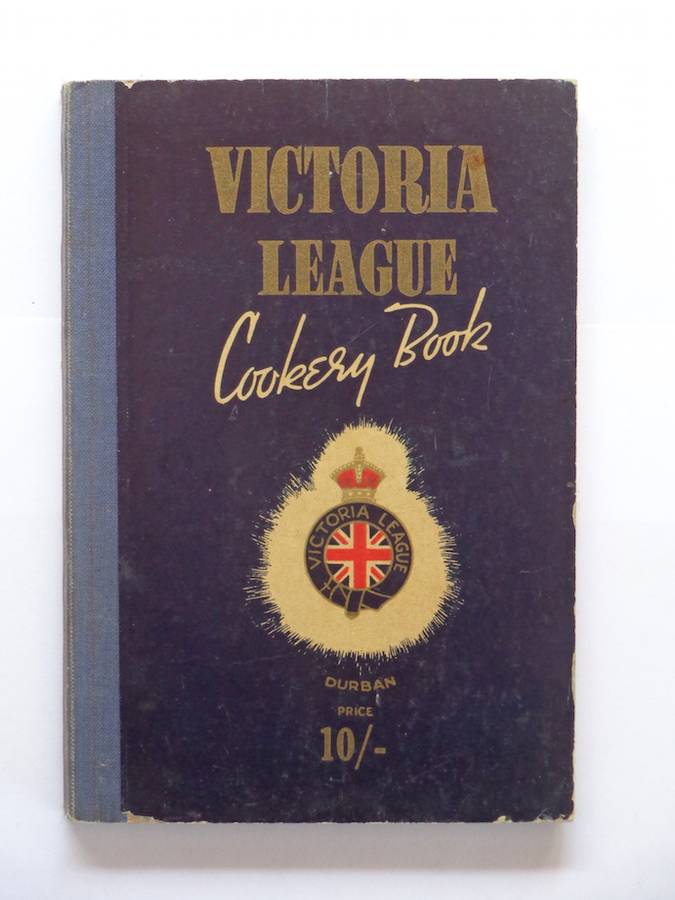 VICTORIA
LEAGUE
Cookery Book
VICTORIA LEAGUE
DURBAN
PRICE
10/-